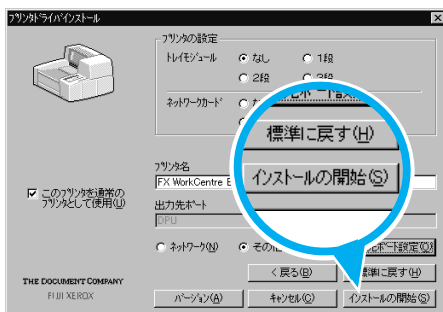 プリンタドライバインストール
プリンタの設定
トレイモジュール
なし
1段
2段
ネットワークカード
標準に戻す(H)
インストールの開始(S)
プリンタ名
FX WorkCentre
このプリンタを通常の
プリンタとして使用(U)
出力先ポート
DPU
ネットワーク(N)
<戻る(B)
標準に戻す(H)
THE DOCUMENT COMPANY
FUJI XEROX
バージョン(A)
キャンセル(C)
インストールの開始(S)